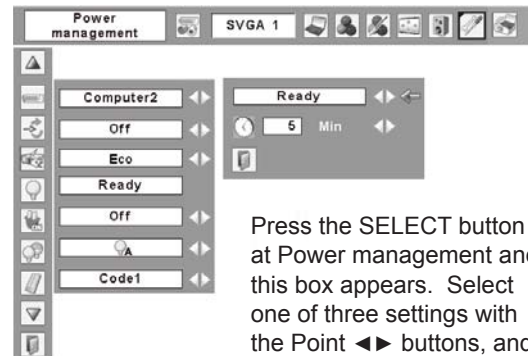 Power
management
SVGA 1
Computer2
Off
Eco
Ready
Off
A
Code1
Ready
5 Min
Press the SELECT button
at Power management and
this box appears. Select
one of three settings with
the Point ◄► buttons, and